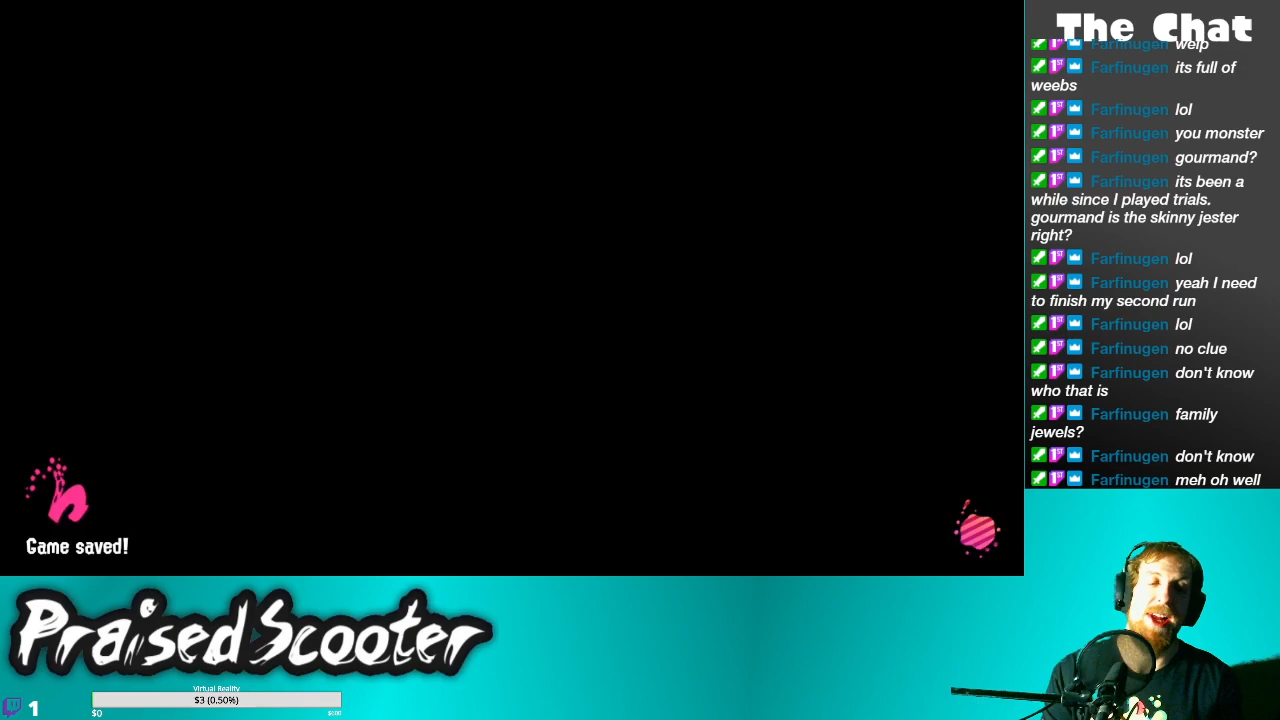 The Chat
Farfinugen welp
Farfinugen its full of
weebs
Farfinugen lol
Farfinugen you monster
Farfinugen gourmand?
Farfinugen its been a
while since I played trials.
gourmand is the skinny jester
right?
Farfinugen lol
Farfinugen yeah I need
to finish my second run
Farfinugen lol
Farfinugen no clue
Farfinugen don't know
who that is
Farfinugen family
jewels?
Farfinugen don't know
Farfinugen meh oh well
Game saved!
PraisedScooter
Virtual Reality
$3 (0.50%)
1
$0
$600